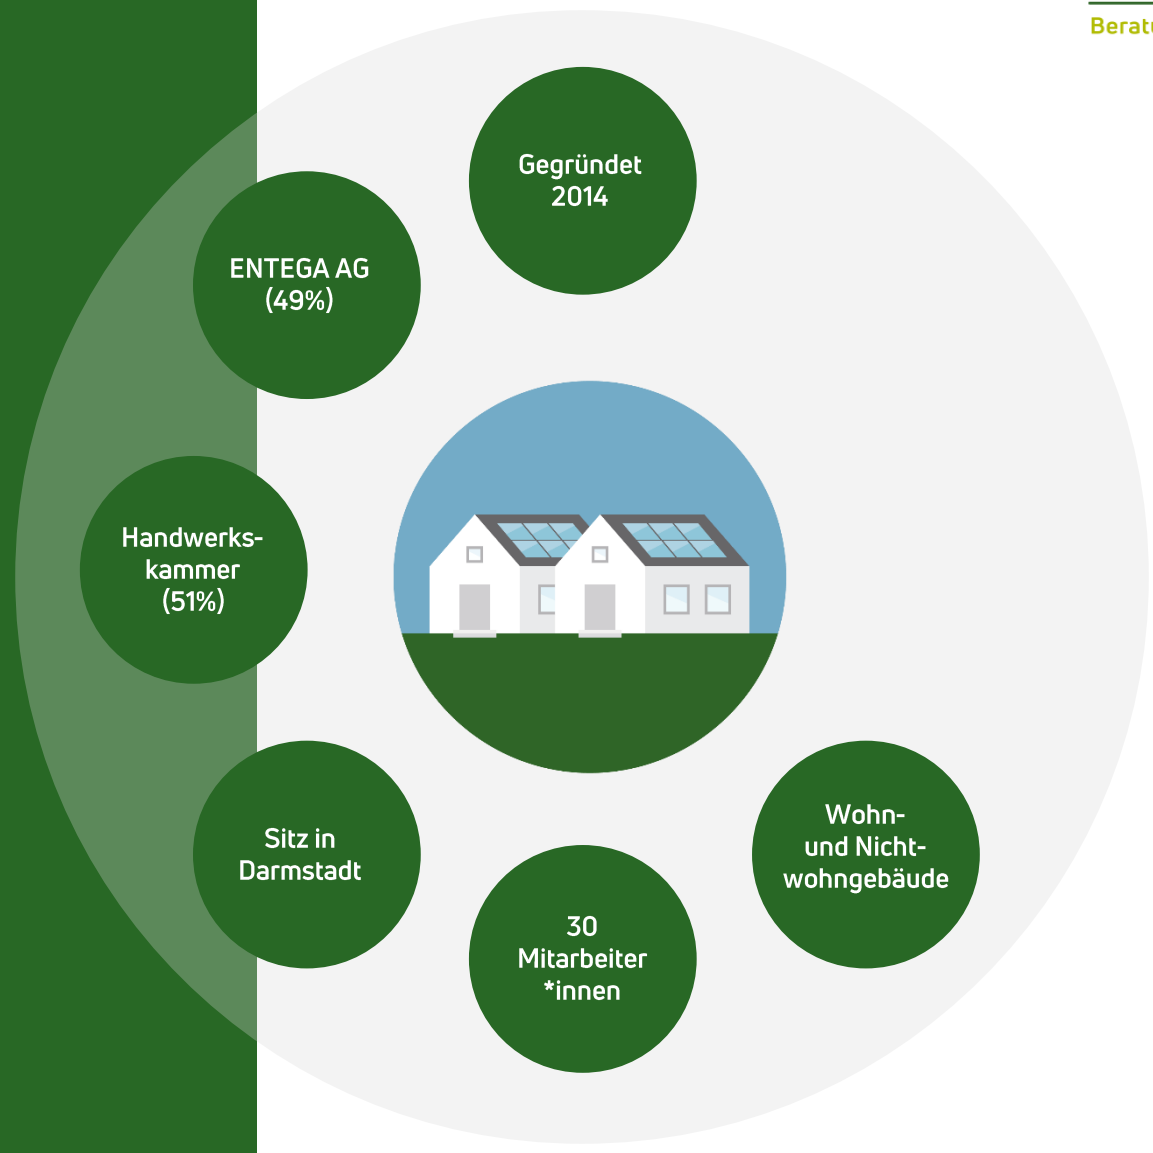 Gegründet
2014
ENTEGA AG
(49%)
Handwerks-
kammer
(51%)
Sitz in
Darmstadt
30
Mitarbeiter
*innen
Wohn-
und Nicht-
wohngebäude